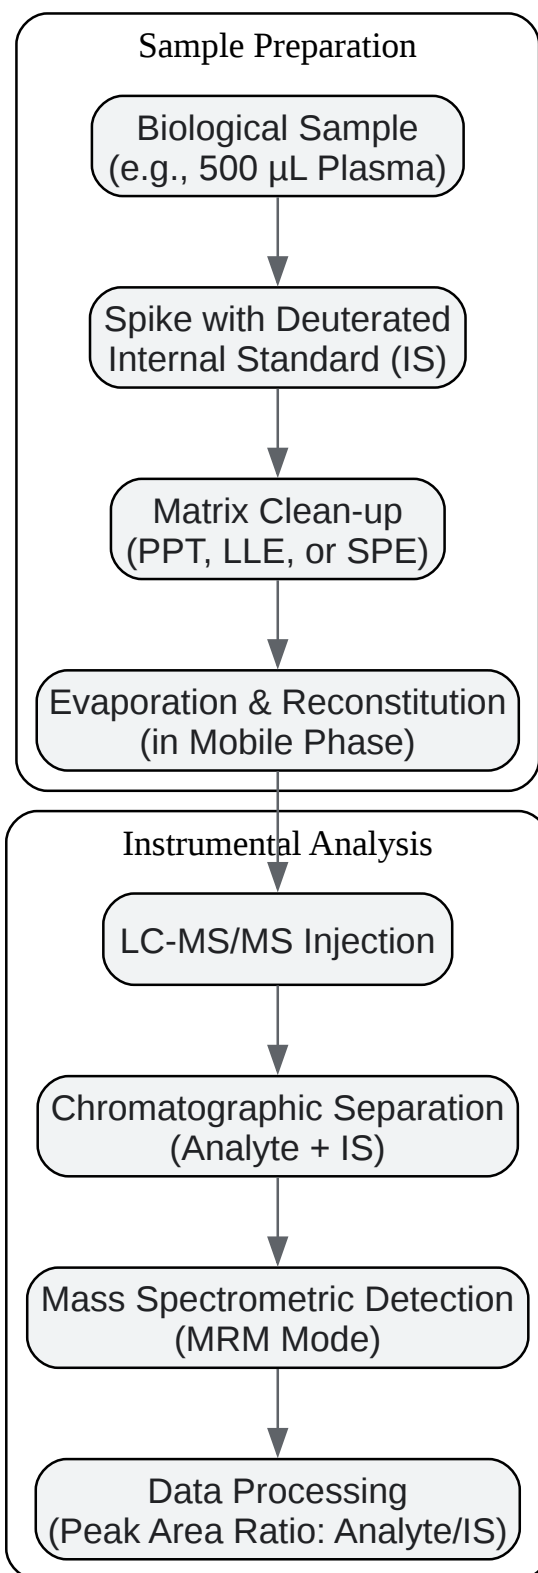 Sample Preparation
Biological Sample
(e.g., 500 µL Plasma)
Spike with Deuterated
Internal Standard (IS)
Matrix Clean-up
(PPT, LLE, or SPE)
Evaporation & Reconstitution
(in Mobile Phase)
Instrumental Analysis
LC-MS/MS Injection
Chromatographic Separation
(Analyte + IS)
Mass Spectrometric Detection
(MRM Mode)
Data Processing
(Peak Area Ratio: Analyte/IS)